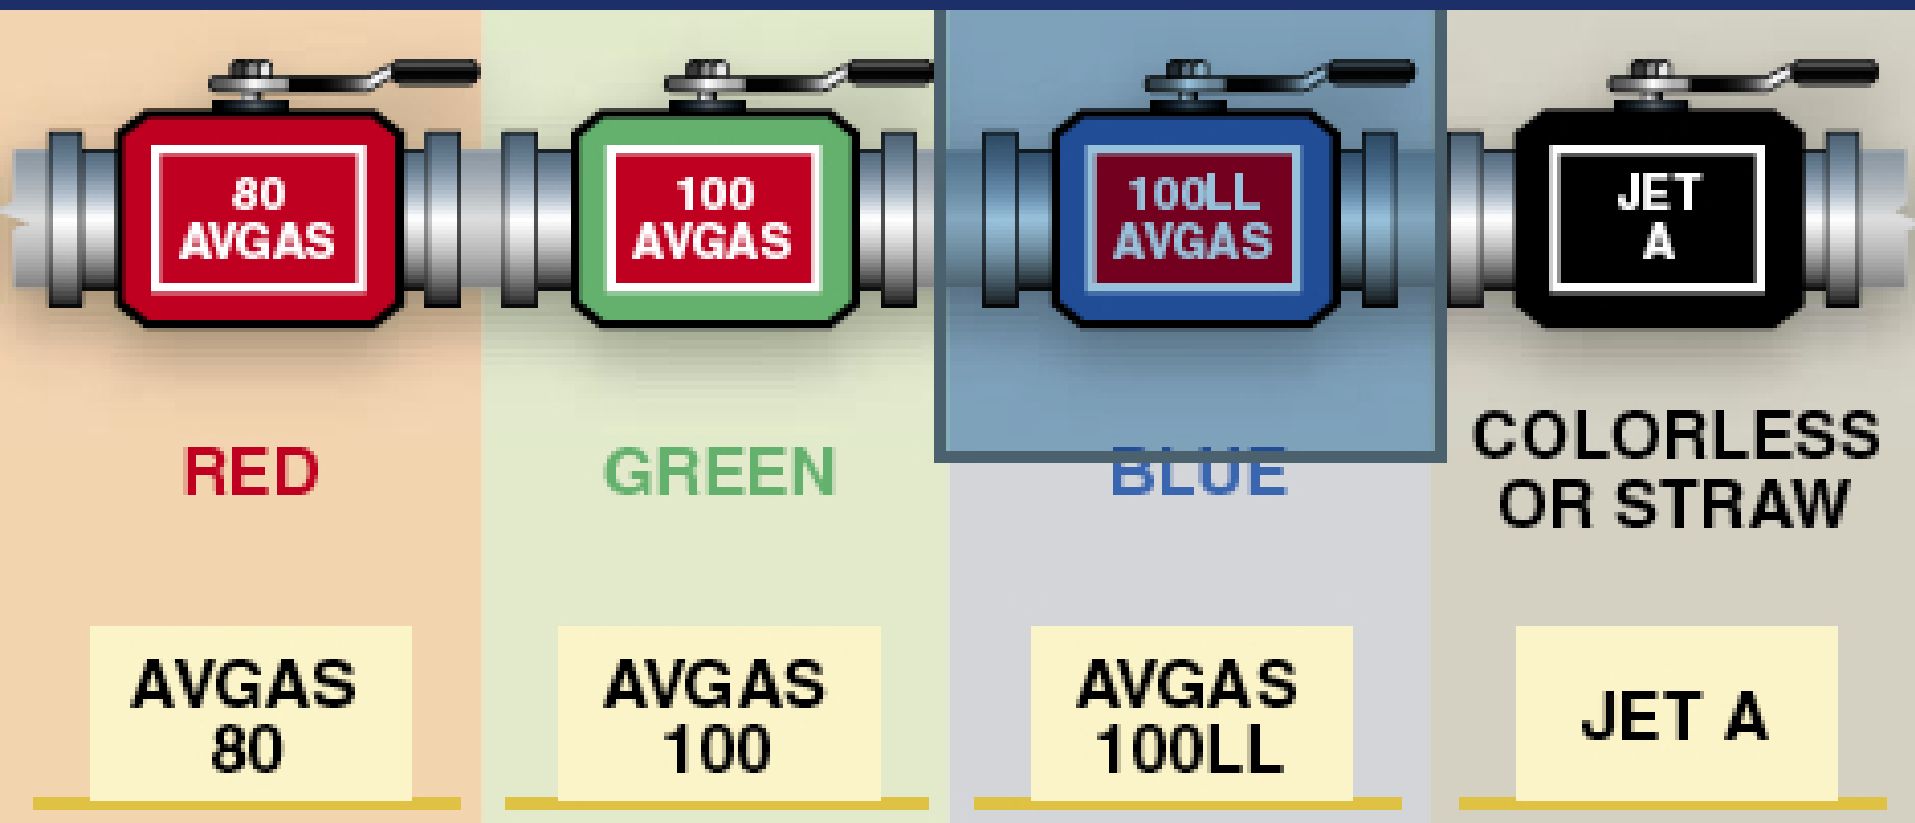 80
AVGAS
100
AVGAS
100LL
AVGAS
JET
A
RED
GREEN
BLUE
COLORLESS
OR STRAW
AVGAS
80
AVGAS
100
AVGAS
100LL
JET A